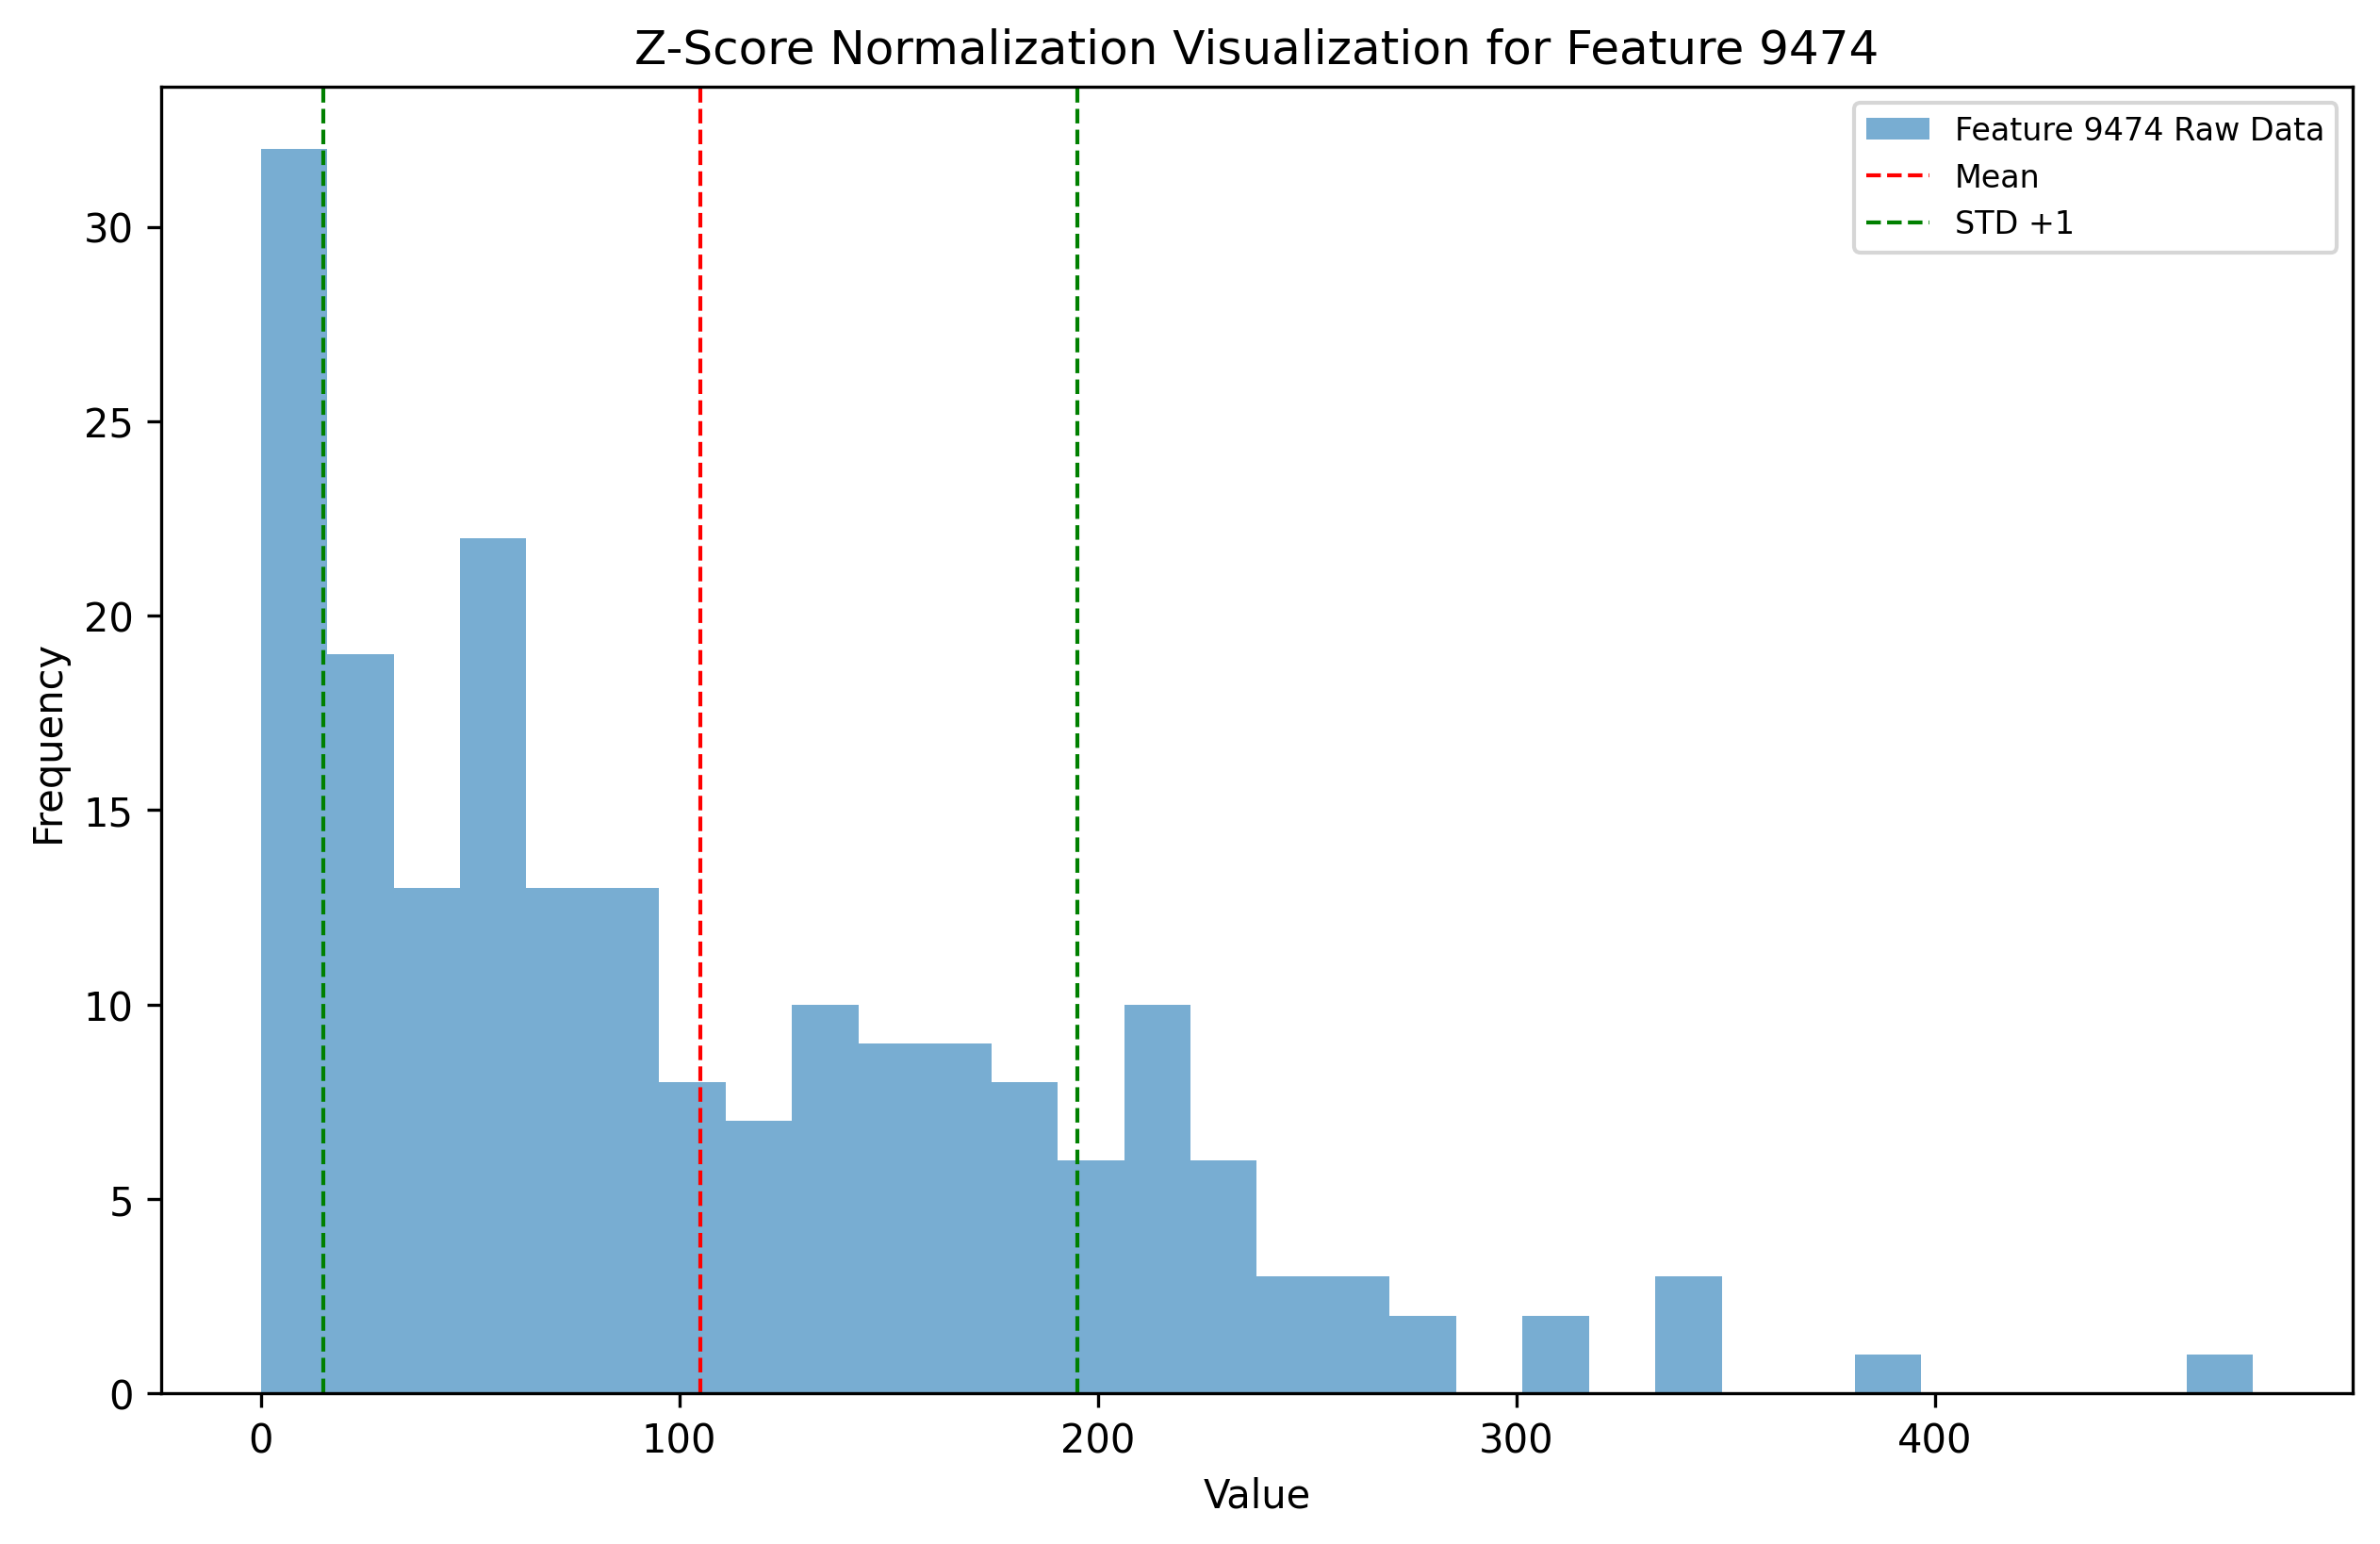 Z-Score Normalization Visualization for Feature 9474
Feature 9474 Raw Data
Mean
STD +1
30
25
20
15
10
5
0
Frequency
0 100 200 300 400
Value